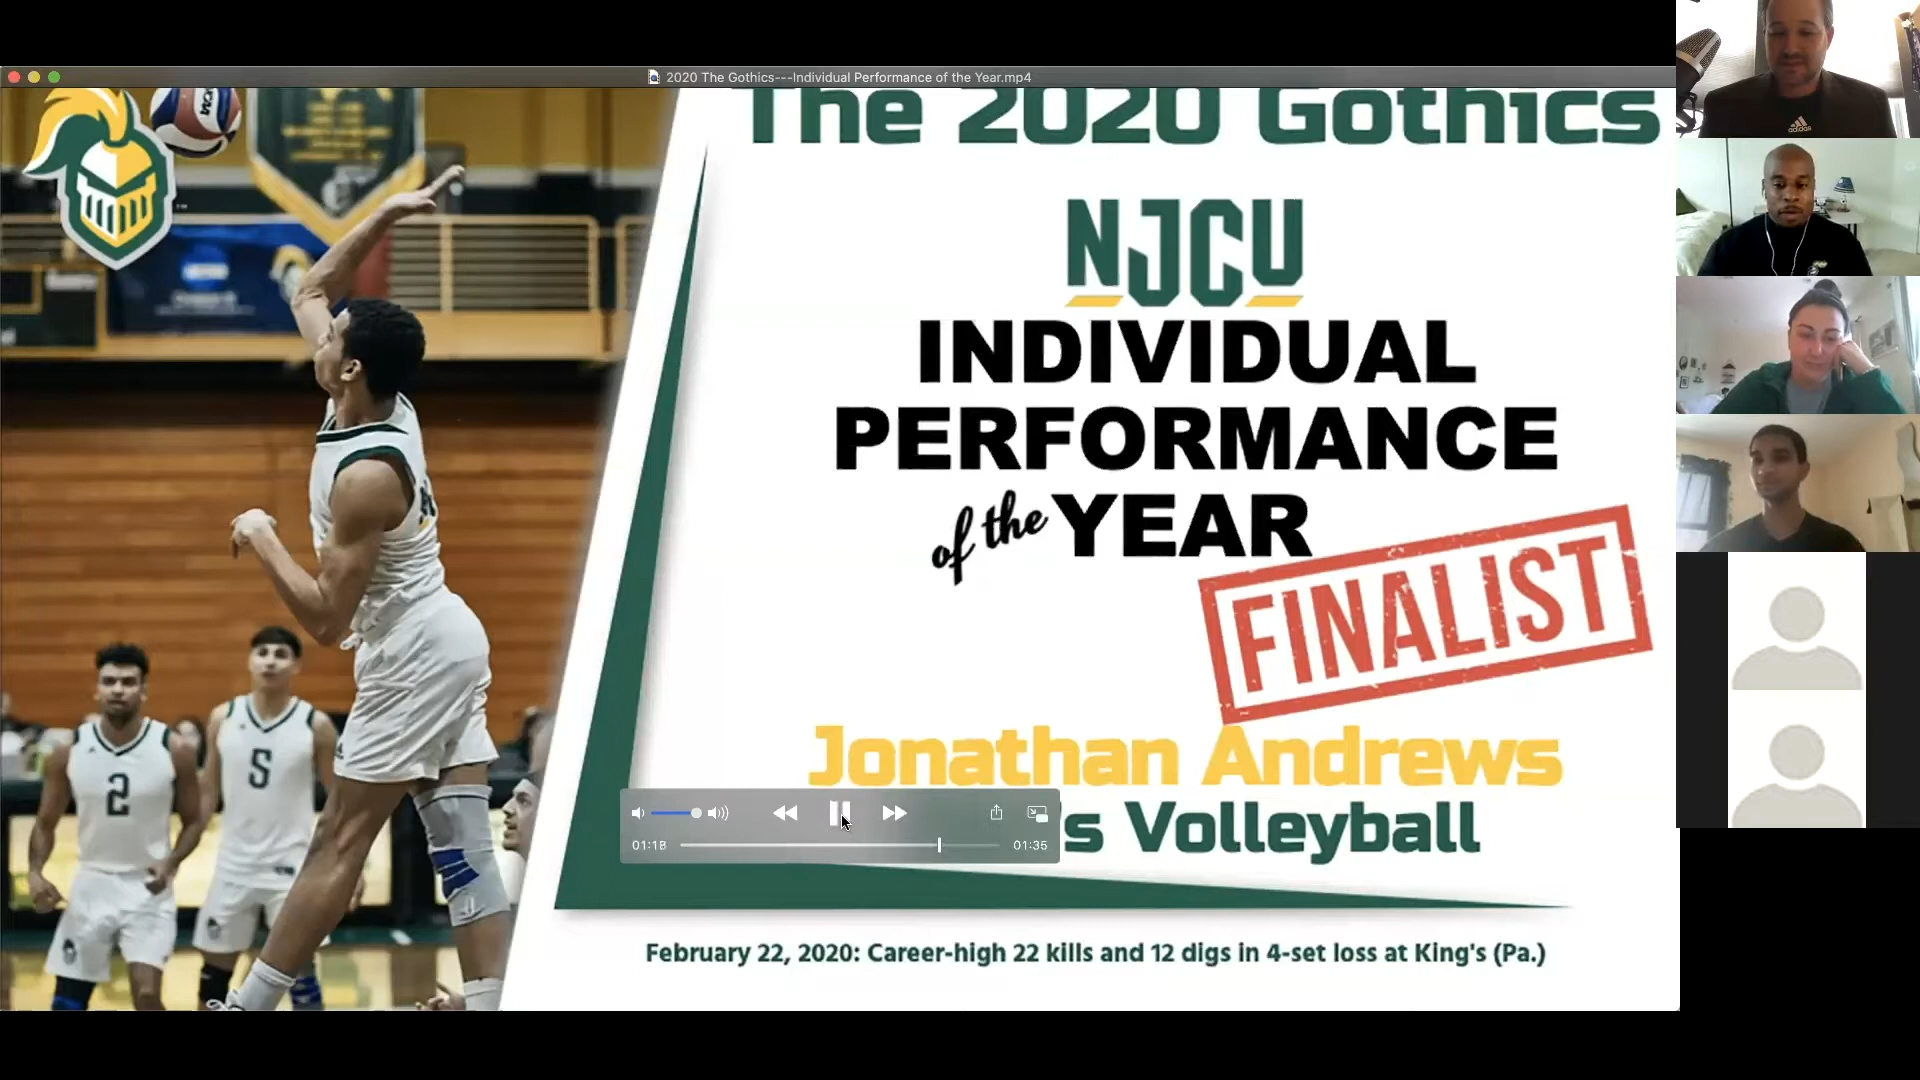 2020 The Gothics---Individual Performance of the Year.mp4
The 2020 Gothics
NJCU
INDIVIDUAL
PERFORMANCE
of the YEAR
FINALIST
Jonathan Andrews
s Volleyball
01:18
01:35
February 22, 2020: Career-high 22 kills and 12 digs in 4-set loss at King's (Pa.)
2
5
adidas